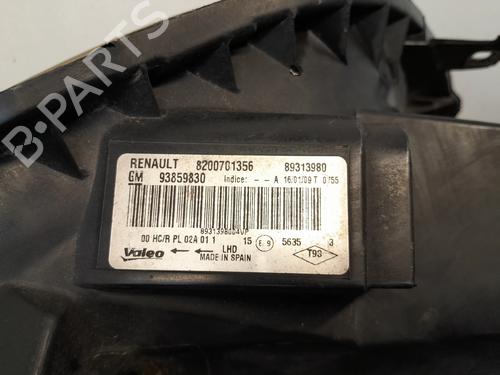 RENAULT 8200701356 89313980
GM 93859830 Indice: - - A 16/01/09 T 0755
89313980D4VP
00 HC/R PL 02A 01 1 15 E 9 5635 3
Valeo LHD T93
MADE IN SPAIN
B-PARTS